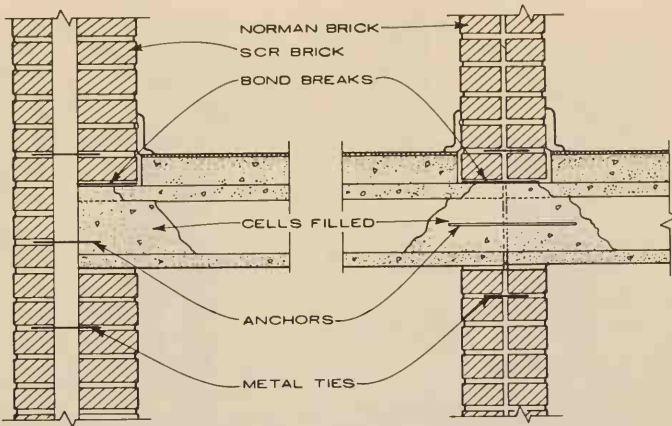 NORMAN BRICK
SCR BRICK
BOND BREAKS
CELLS FILLED
ANCHORS
METAL TIES